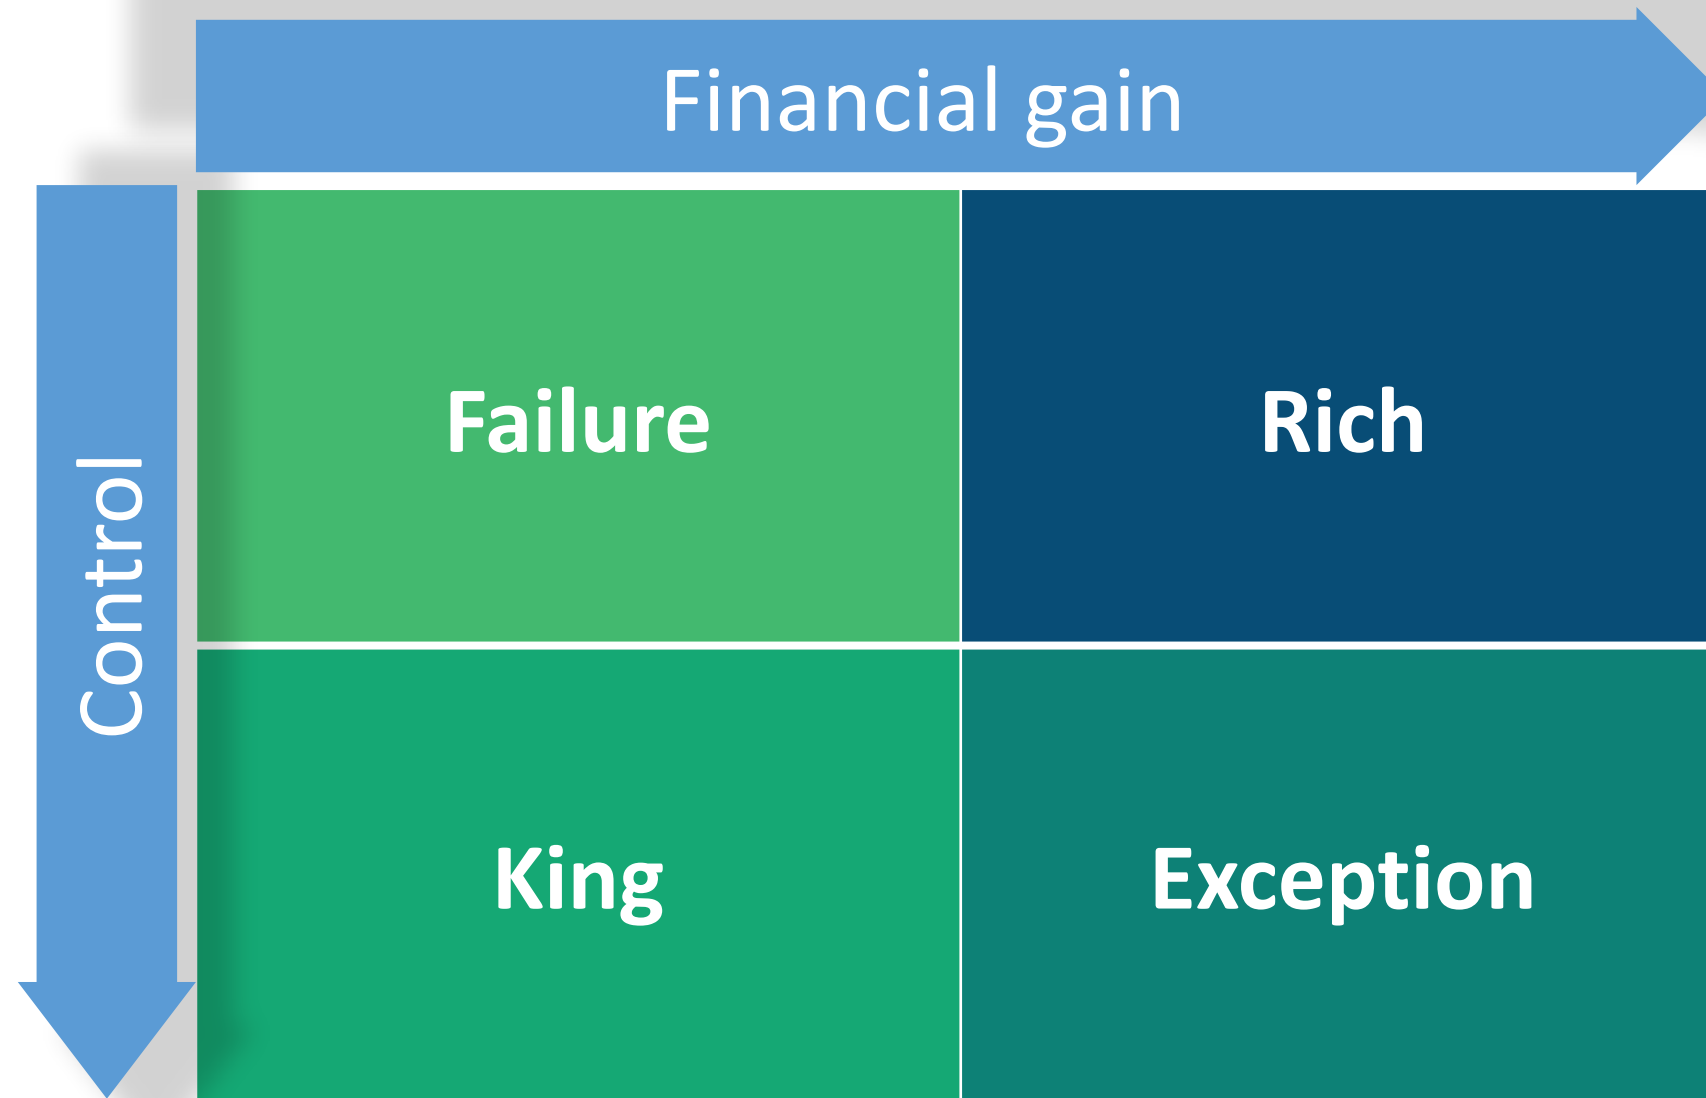 Financial gain
Control
Failure
Rich
King
Exception